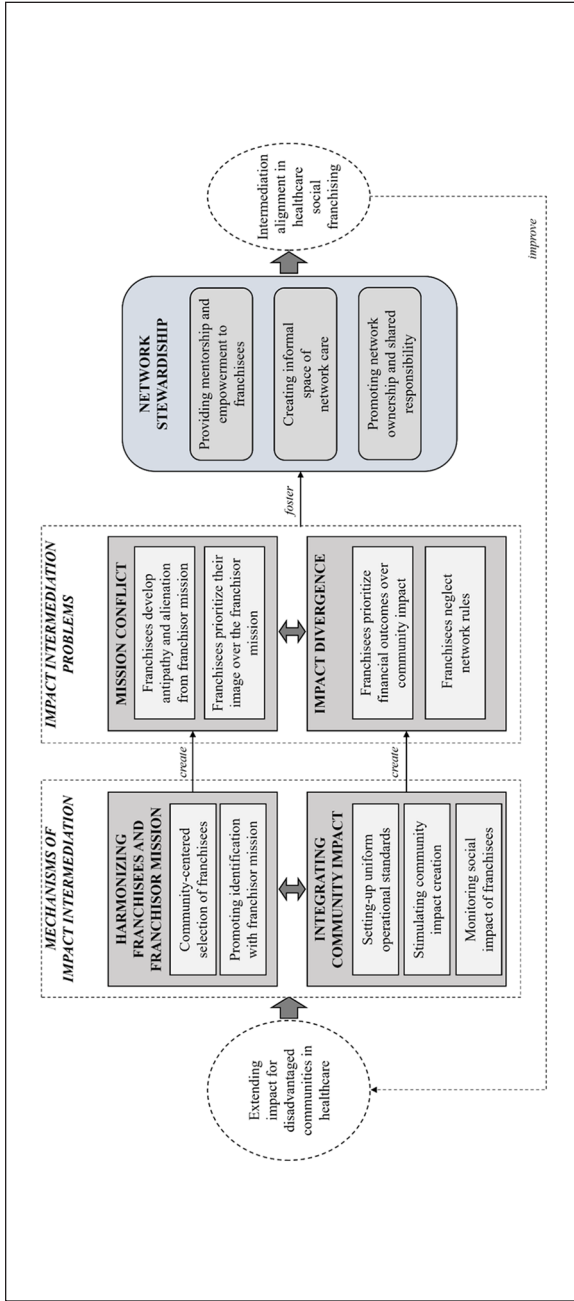 Extending
impact for
disadvantaged
communities in
healthcare
MECHANISMS OF
IMPACT INTERMEDIATION
HARMONIZING
FRANCHISEES AND
FRANCHISOR MISSION
Community-centered
selection of franchisees
Promoting identification
with franchisor mission
INTEGRATING
COMMUNITY IMPACT
Setting-up uniform
operational standards
Stimulating community
impact creation
Monitoring social
impact of franchisees
create
create
IMPACT INTERMEDIATION
PROBLEMS
MISSION CONFLICT
Franchisees develop
antipathy and alienation
from franchisor mission
Franchisees prioritize their
image over the franchisor
mission
IMPACT DIVERGENCE
Franchisees prioritize
financial outcomes over
community impact
Franchisees neglect
network rules
foster
NETWORK
STEWARDSHIP
Providing mentorship and
empowerment to
franchisees
Creating informal
space of
network care
Promoting network
ownership and shared
responsibility
Intermediation
alignment in
healthcare
social
franchising
improve